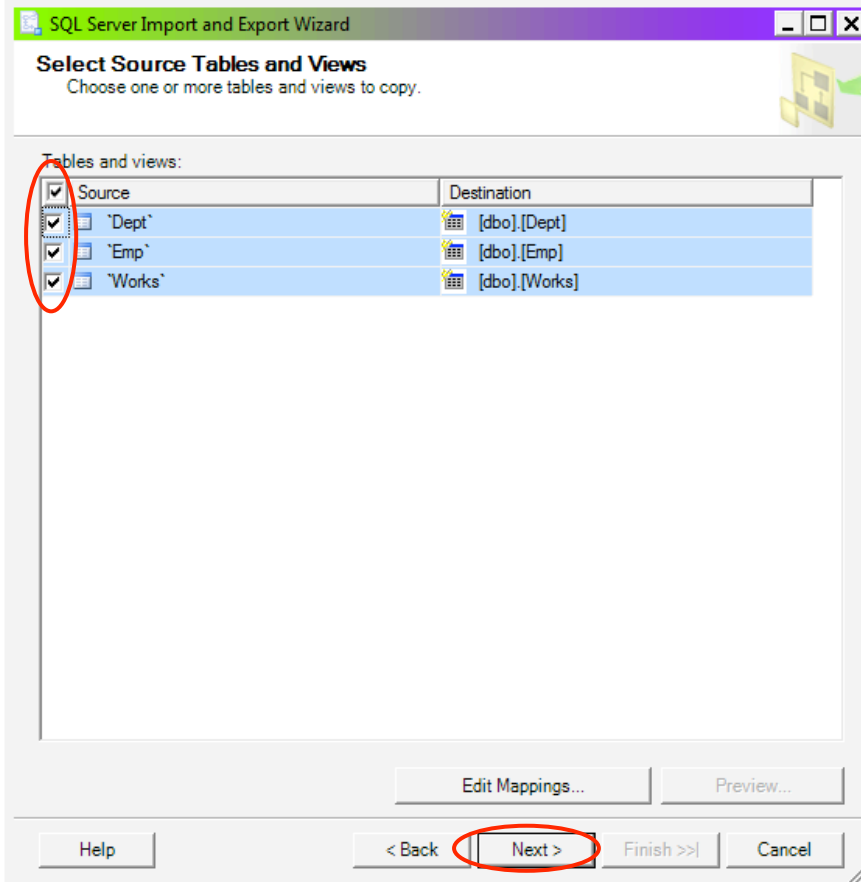 SQL Server Import and Export Wizard
Select Source Tables and Views
Choose one or more tables and views to copy.
Tables and views:
Source Destination
`Dept` [dbo].[Dept]
`Emp` [dbo].[Emp]
`Works` [dbo].[Works]
Edit Mappings... Preview...
Help < Back Next > Finish >>| Cancel